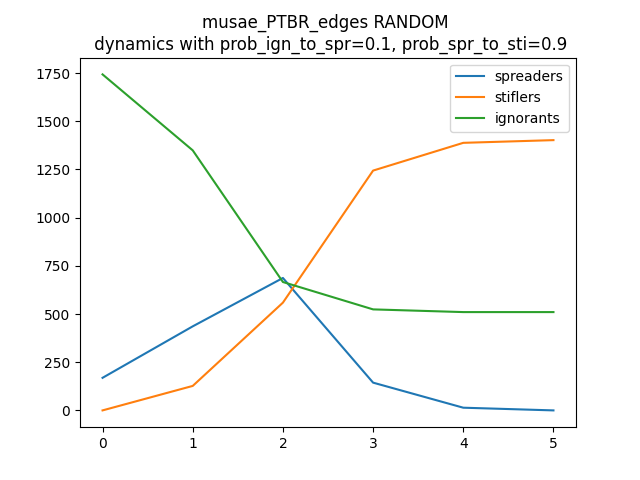 musae_PTBR_edges RANDOM
dynamics with prob_ign_to_spr=0.1, prob_spr_to_sti=0.9
spreaders
stiflers
ignorants
1750
1500
1250
1000
750
500
250
0
0 1 2 3 4 5